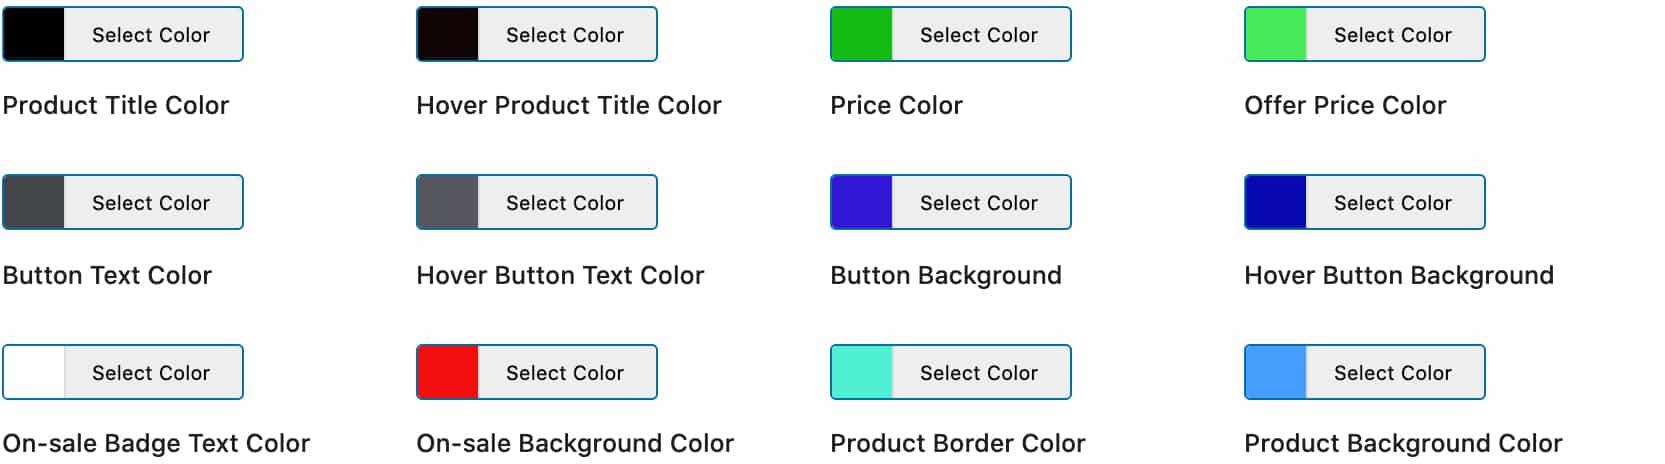 Select Color Select Color Select Color Select Color
Product Title Color Hover Product Title Color Price Color Offer Price Color
Select Color Select Color Select Color Select Color
Button Text Color Hover Button Text Color Button Background Hover Button Background
Select Color Select Color Select Color Select Color
On-sale Badge Text Color On-sale Background Color Product Border Color Product Background Color